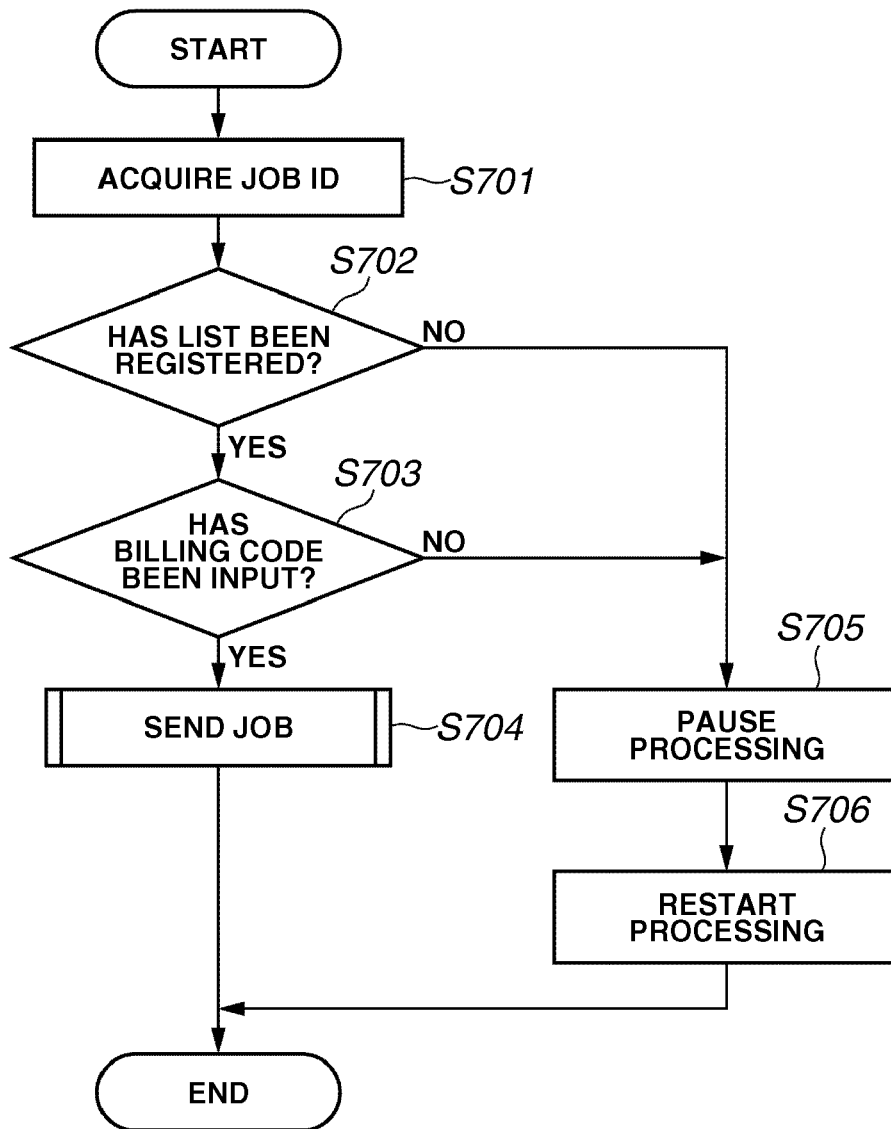 START
ACQUIRE JOB ID
S701
S702
HAS LIST BEEN
REGISTERED?
NO
YES
S703
HAS
BILLING CODE
BEEN INPUT?
NO
YES
S704
SEND JOB
S705
PAUSE
PROCESSING
S706
RESTART
PROCESSING
END